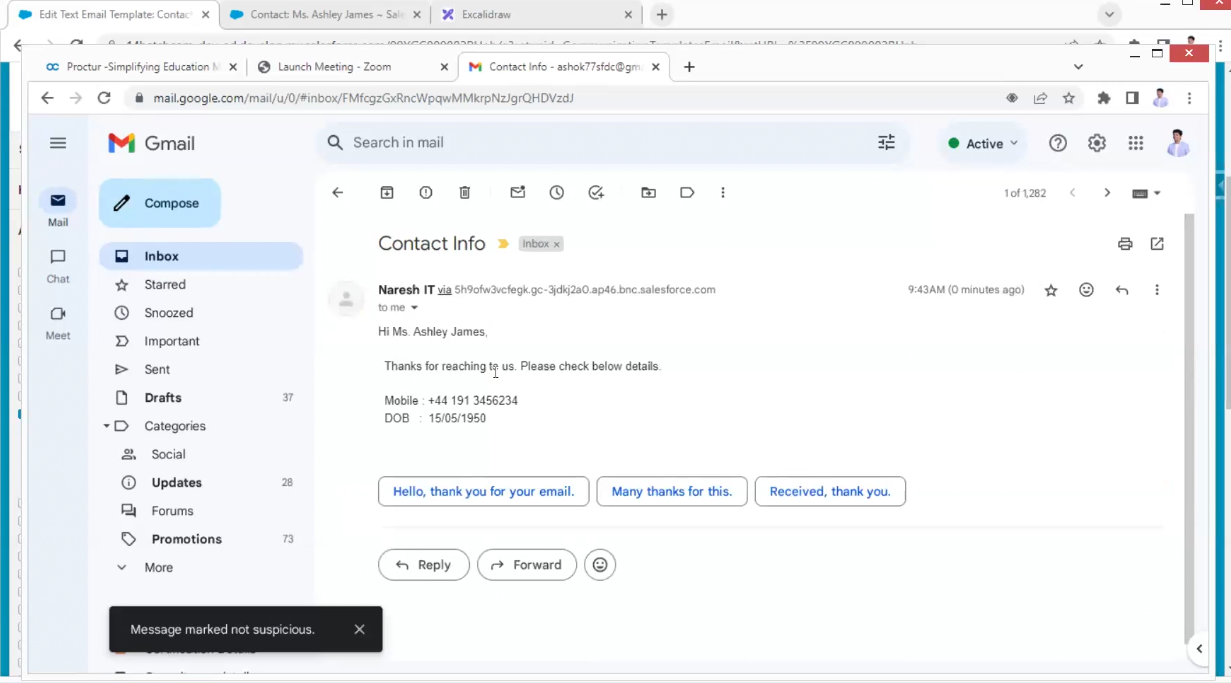 Edit Text Email Template: Contac
Contact: Ms. Ashley James ~ Sale
Excalidraw
Proctur -Simplifying Education M
Launch Meeting - Zoom
Contact Info - ashok77sfdc@gm
mail.google.com/mail/u/0/#inbox/FMfcgzGxRncWpqwMMkrpNzJgrQHDVzdJ
Gmail
Search in mail
Active
Mail
Chat
Meet
Compose
Inbox
Starred
Snoozed
Important
Sent
Drafts 37
Categories
Social
Updates 28
Forums
Promotions 73
More
1 of 1,282
Contact Info
Inbox ×
Naresh IT via 5h9ofw3vcfegk.gc-3jdkj2a0.ap46.bnc.salesforce.com
9:43AM (0 minutes ago)
to me
Hi Ms. Ashley James,
Thanks for reaching to us. Please check below details.
Mobile : +44 191 3456234
DOB : 15/05/1950
Hello, thank you for your email.
Many thanks for this.
Received, thank you.
Reply
Forward
Message marked not suspicious.